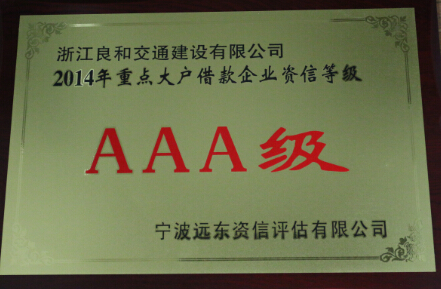 浙江良和交通建设有限公司
2014年重点大户借款企业资信等级
AAA级
宁波远东资信评估有限公司